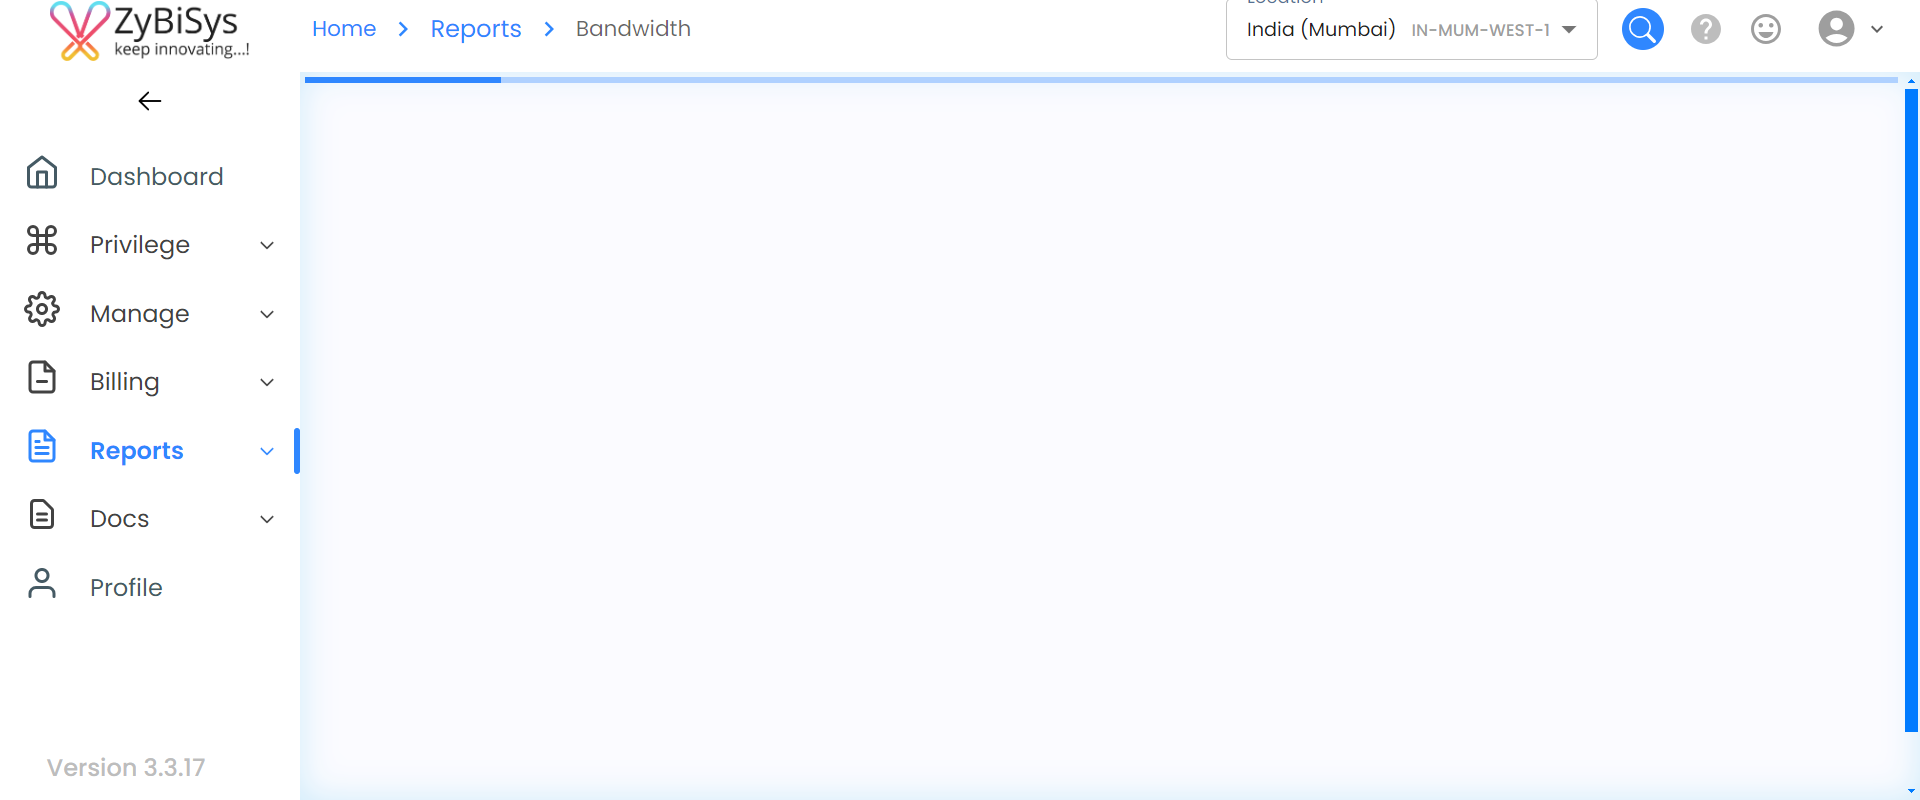 ZyBiSys
keep innovating...!
Home
Reports
Bandwidth
Location
India (Mumbai) IN-MUM-WEST-1
Dashboard
Privilege
Manage
Billing
Reports
Docs
Profile
Version 3.3.17